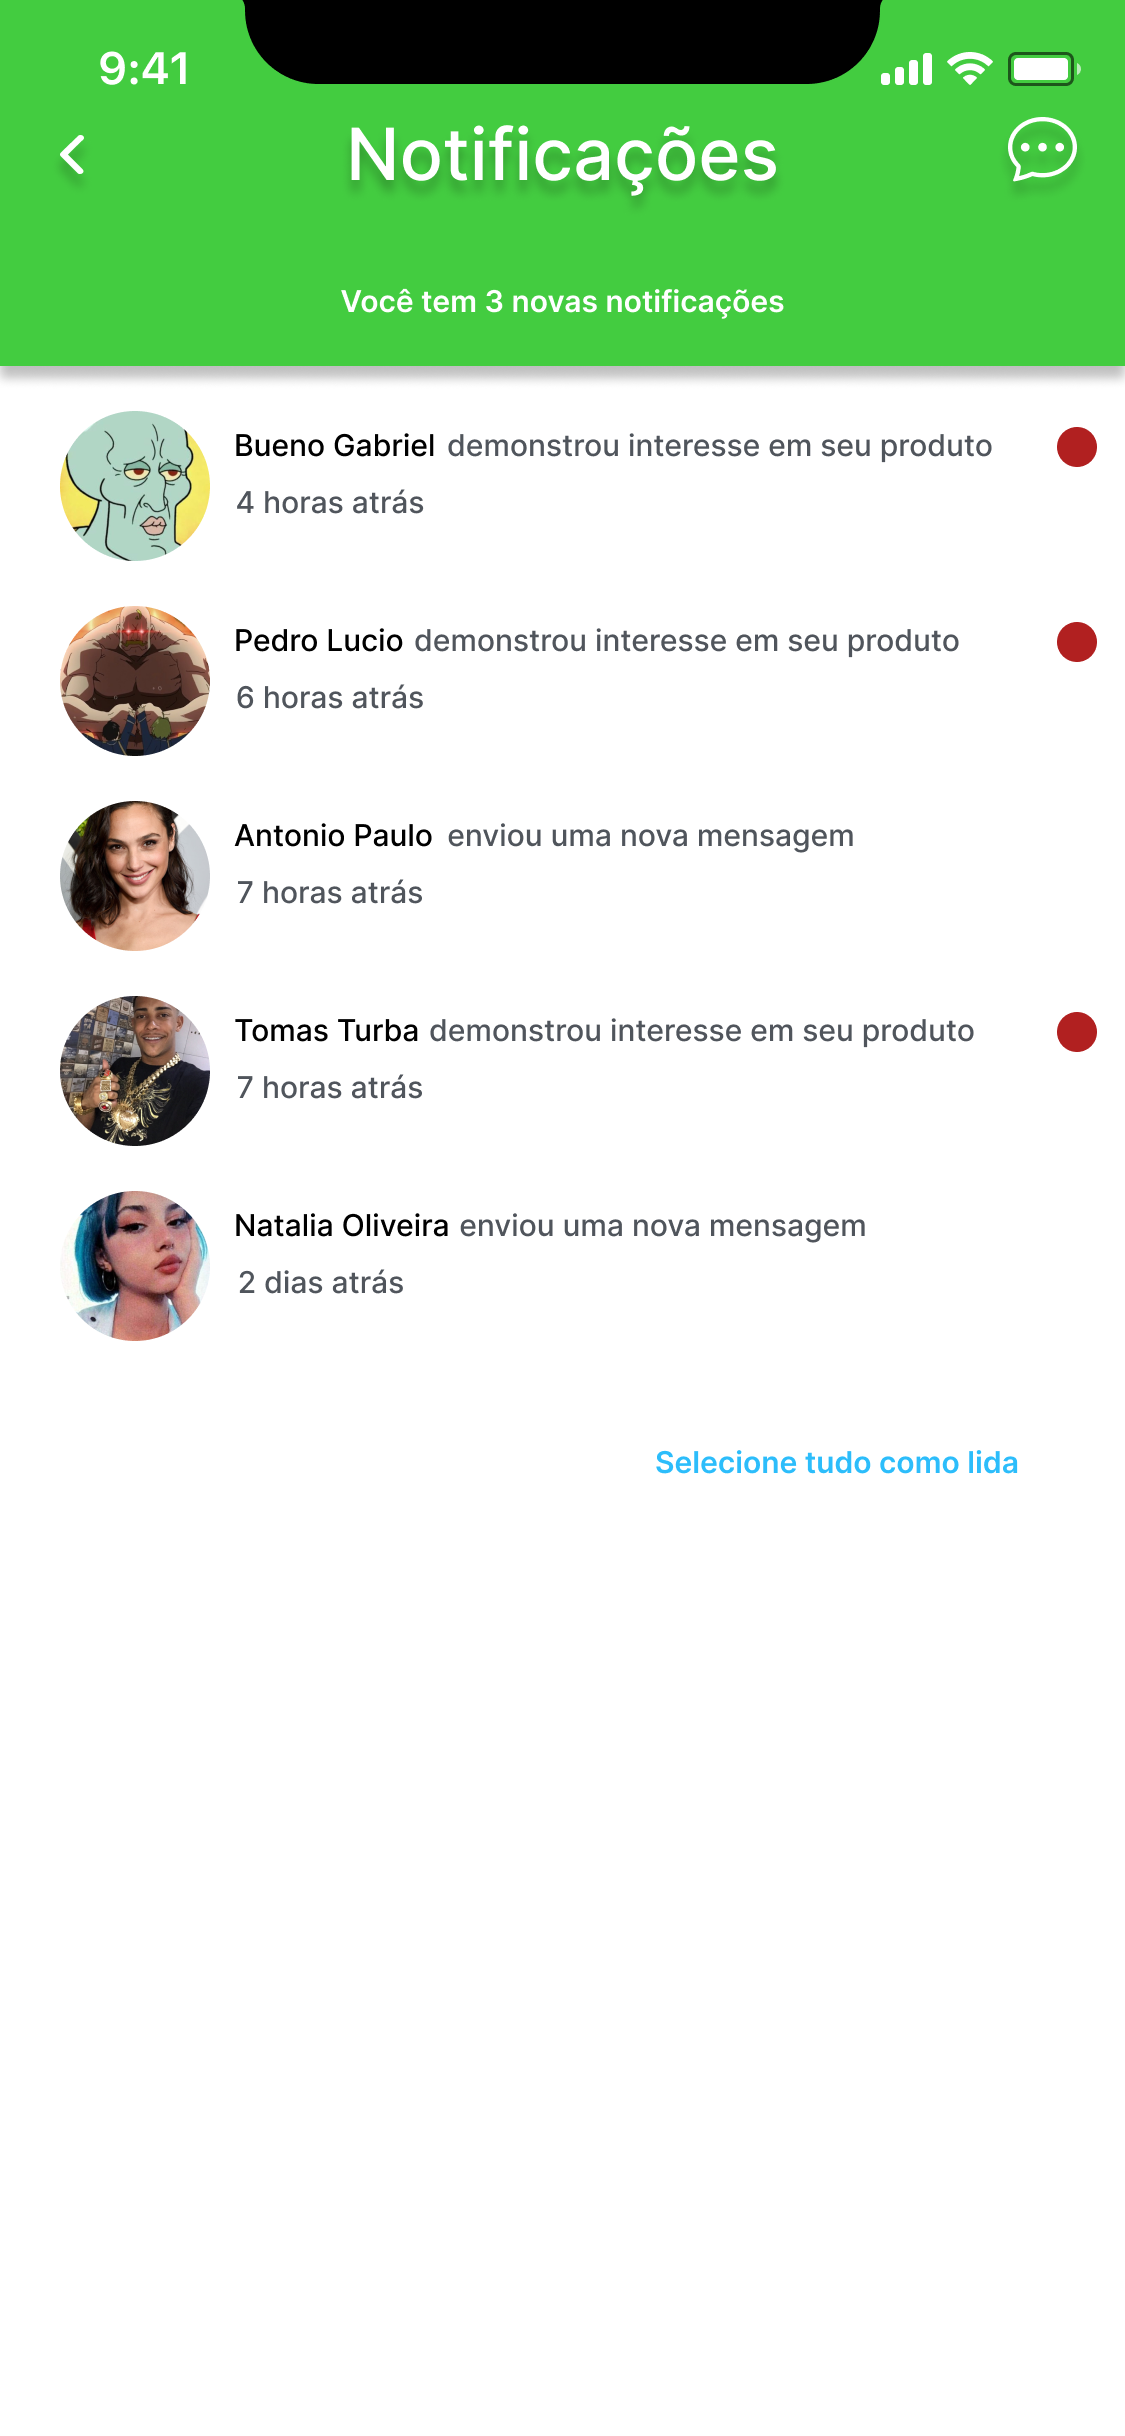 9:41
Notificações
Você tem 3 novas notificações
Bueno Gabriel demonstrou interesse em seu produto
4 horas atrás
Pedro Lucio demonstrou interesse em seu produto
6 horas atrás
Antonio Paulo enviou uma nova mensagem
7 horas atrás
Tomas Turba demonstrou interesse em seu produto
7 horas atrás
Natalia Oliveira enviou uma nova mensagem
2 dias atrás
Selecione tudo como lida